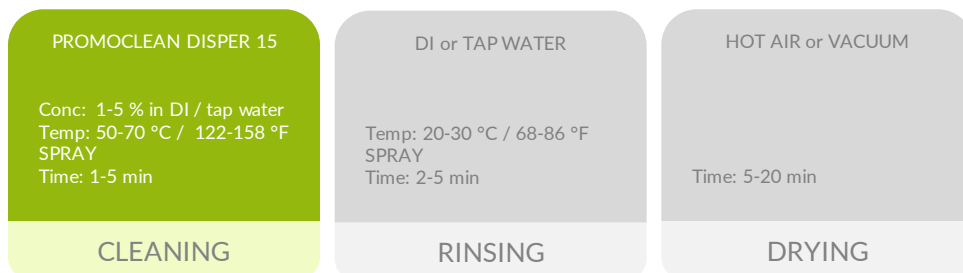 PROMOCLEAN DISPER 15
Conc: 1-5 % in DI / tap water
Temp: 50-70 °C / 122-158 °F
SPRAY
Time: 1-5 min
CLEANING
DI or TAP WATER
Temp: 20-30 °C / 68-86 °F
SPRAY
Time: 2-5 min
RINSING
HOT AIR or VACUUM
Time: 5-20 min
DRYING